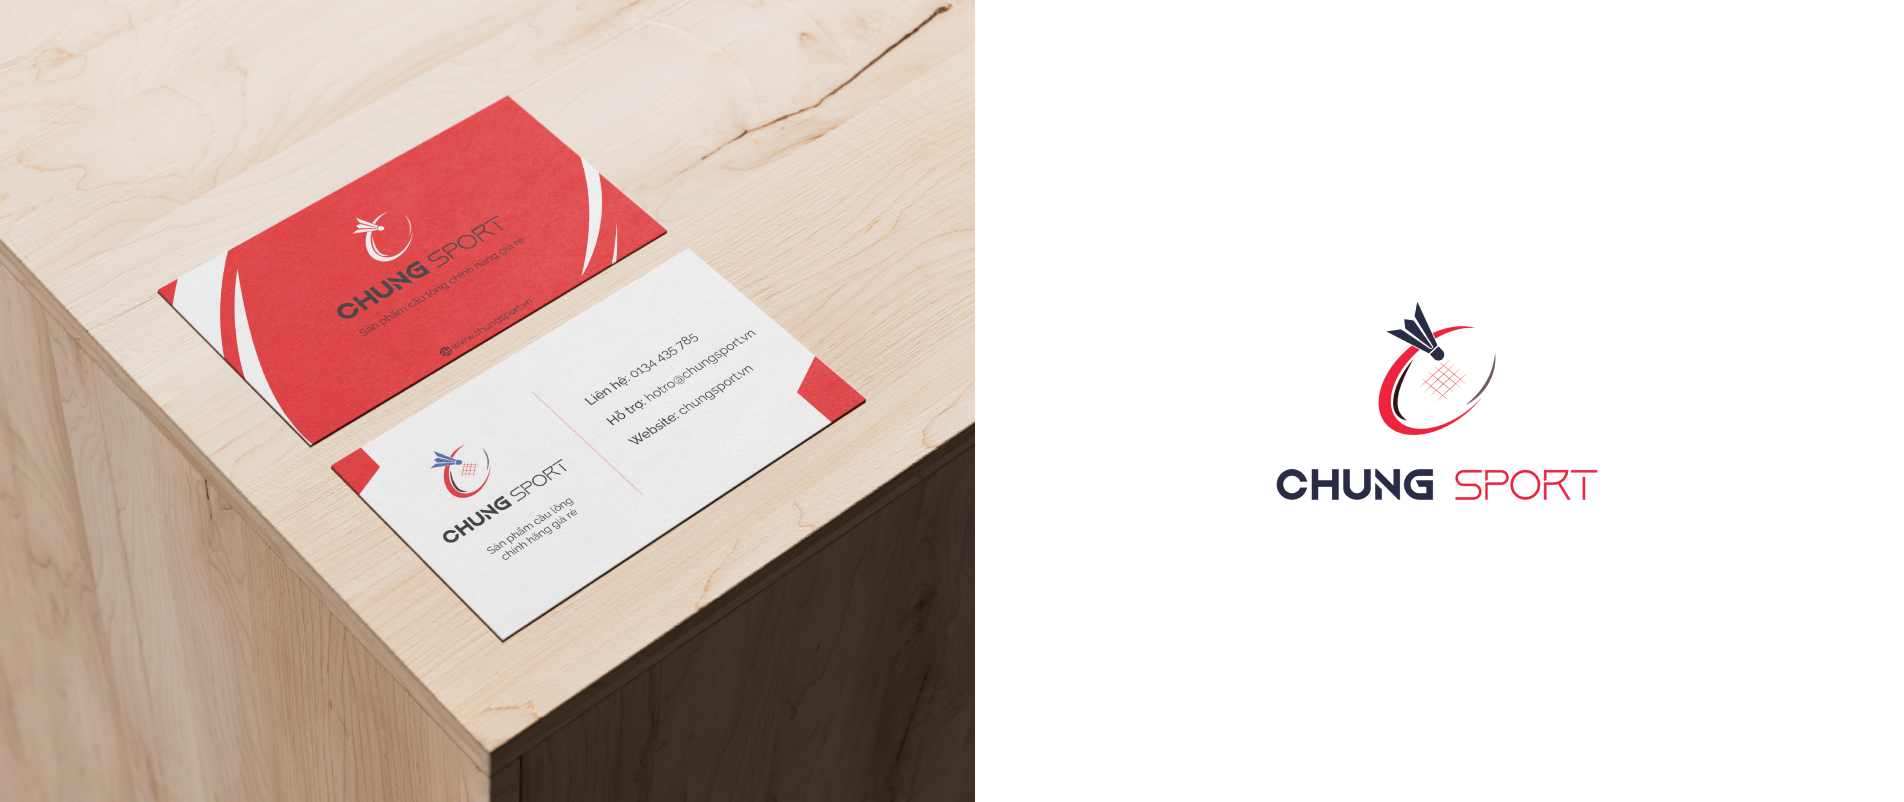 CHUNG SPORT
Sản phẩm cầu lông chính hãng giá rẻ
www.chungsport.vn
Liên hệ: 0134 435 785
Hỗ trợ: hotro@chungsport.vn
Website: chungsport.vn
CHUNG SPORT
Sản phẩm cầu lông
chính hãng giá rẻ
CHUNG SPORT